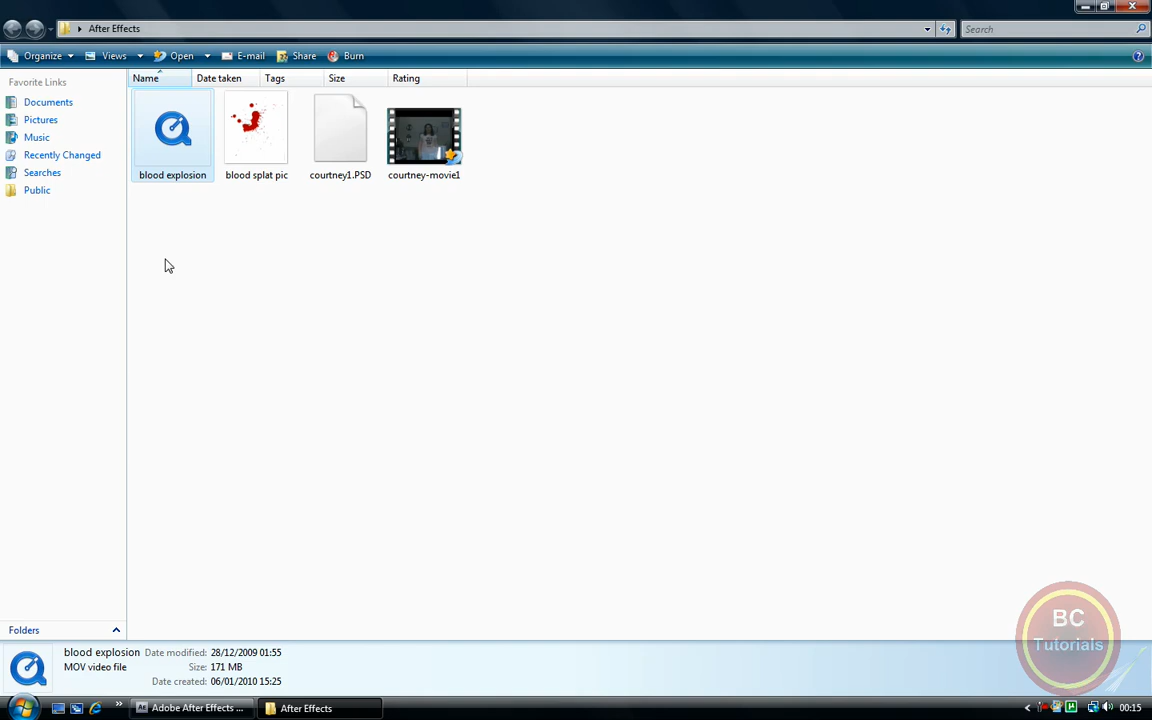 After Effects
Search
Organize
Views
Open
E-mail
Share
Burn
Favorite Links
Name
Date taken
Tags
Size
Rating
Documents
Pictures
Music
Recently Changed
Searches
Public
blood explosion
blood splat pic
courtney1.PSD
courtney-movie1
BC
Tutorials
Folders
blood explosion Date modified: 28/12/2009 01:55
MOV video file Size: 171 MB
Date created: 06/01/2010 15:25
»
Ae Adobe After Effects ...
After Effects
00:15